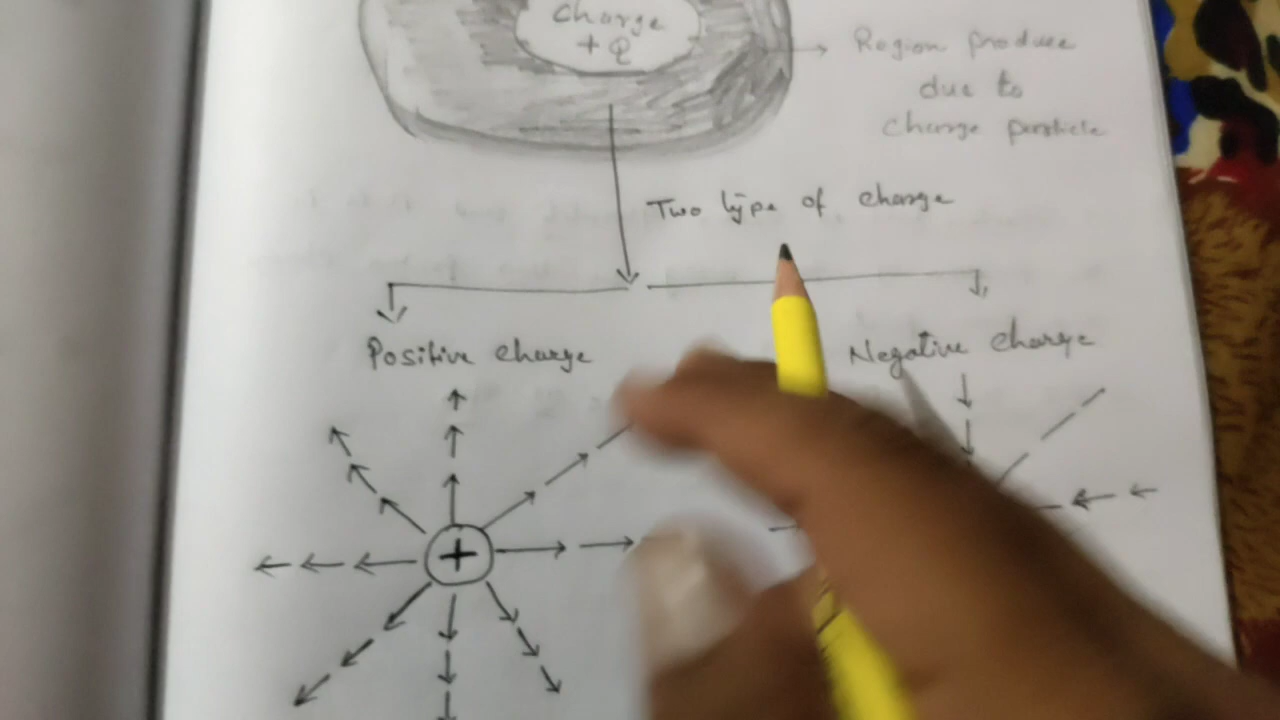 Charge
+ Q
Region produce
due to
Charge particle
Two type of charge
Positive charge
Negative charge
+